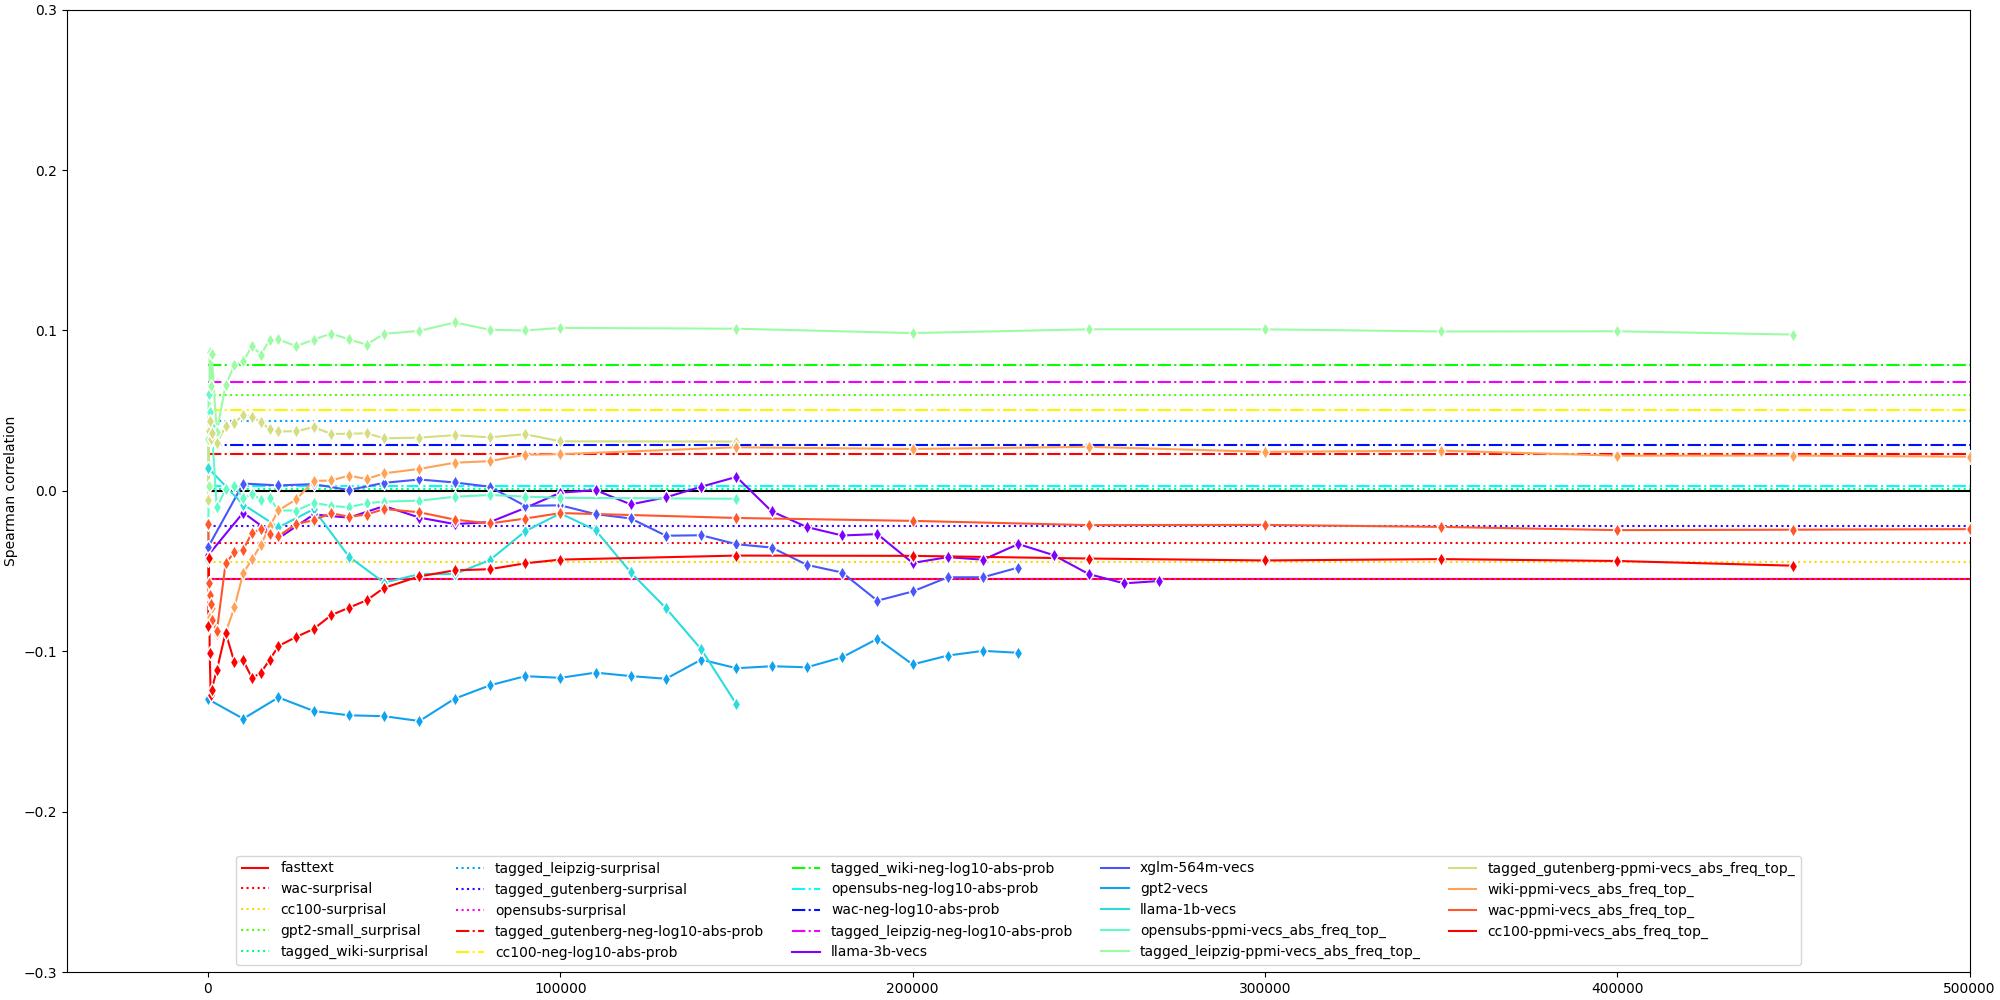 0.3
0.2
0.1
0.0
−0.1
−0.2
−0.3
Spearman correlation
fasttext
wac-surprisal
cc100-surprisal
gpt2-small_surprisal
tagged_wiki-surprisal
tagged_leipzig-surprisal
tagged_gutenberg-surprisal
opensubs-surprisal
tagged_gutenberg-neg-log10-abs-prob
cc100-neg-log10-abs-prob
tagged_wiki-neg-log10-abs-prob
opensubs-neg-log10-abs-prob
wac-neg-log10-abs-prob
tagged_leipzig-neg-log10-abs-prob
llama-3b-vecs
xglm-564m-vecs
gpt2-vecs
llama-1b-vecs
opensubs-ppmi-vecs_abs_freq_top_
tagged_leipzig-ppmi-vecs_abs_freq_top_
tagged_gutenberg-ppmi-vecs_abs_freq_top_
wiki-ppmi-vecs_abs_freq_top_
wac-ppmi-vecs_abs_freq_top_
cc100-ppmi-vecs_abs_freq_top_
0
100000
200000
300000
400000
500000